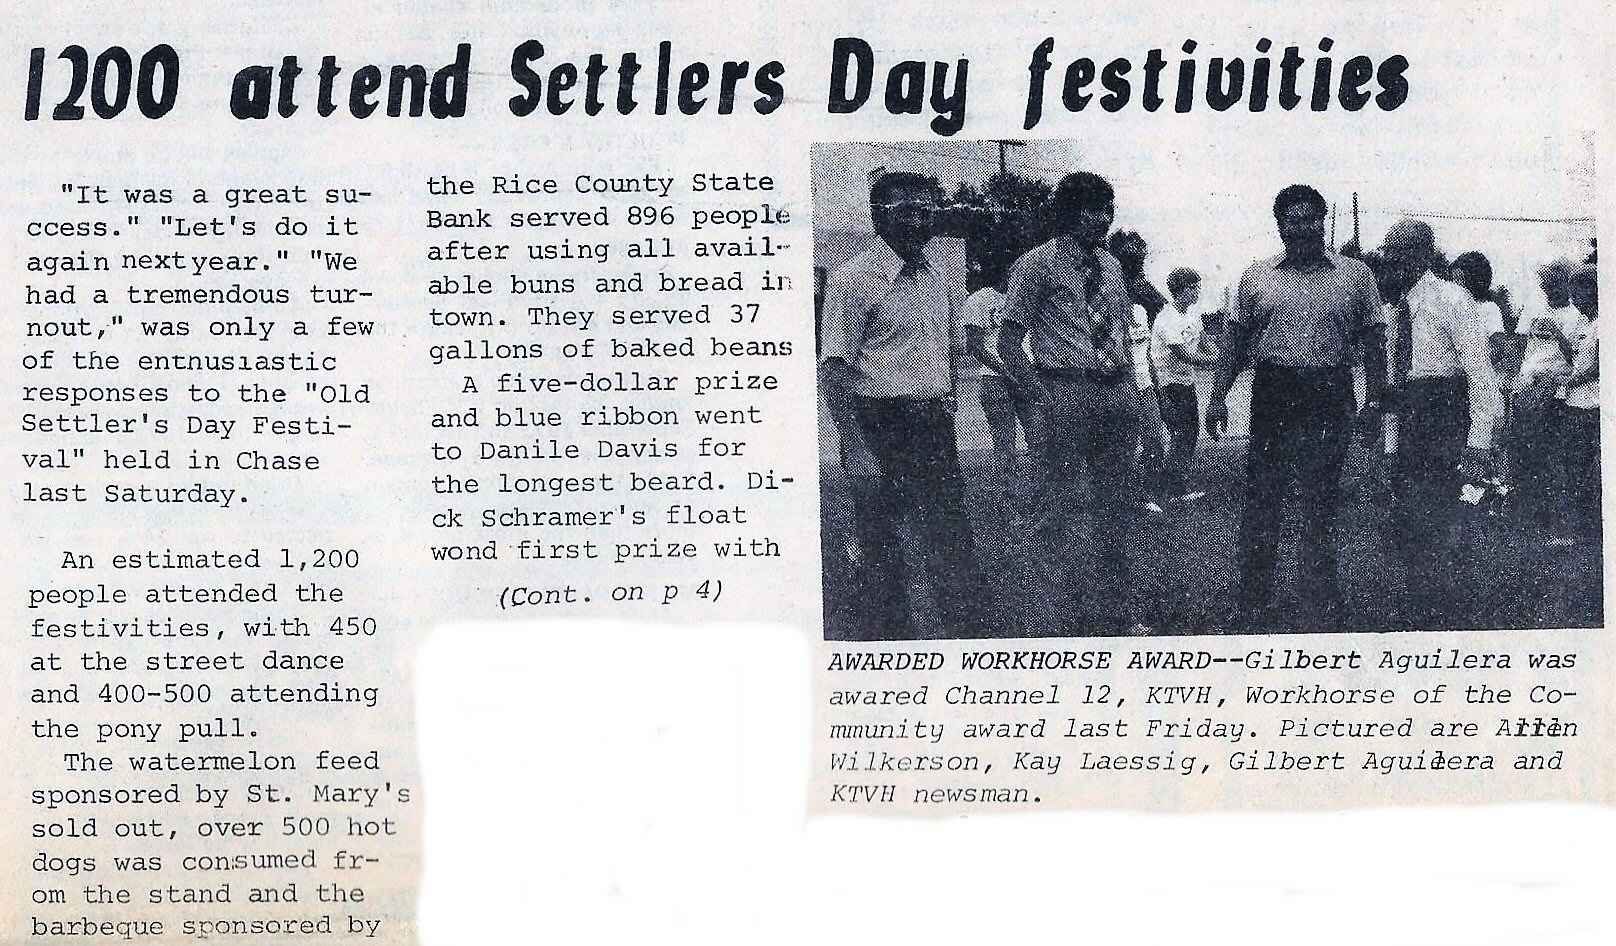 1200 attend Settlers Day festivities
"It was a great su-
ccess." "Let's do it
again next year." "We
had a tremendous tur-
nout," was only a few
of the entnusiastic
responses to the "Old
Settler's Day Festi-
val" held in Chase
last Saturday.
An estimated 1,200
people attended the
festivities, with 450
at the street dance
and 400-500 attending
the pony pull.
The watermelon feed
sponsored by St. Mary's
sold out, over 500 hot
dogs was consumed fr-
om the stand and the
barbeque sponsored by
the Rice County State
Bank served 896 people
after using all avail-
able buns and bread in
town. They served 37
gallons of baked beans
A five-dollar prize
and blue ribbon went
to Danile Davis for
the longest beard. Di-
ck Schramer's float
wond first prize with
(Cont. on p 4)
AWARDED WORKHORSE AWARD--Gilbert Aguilera was
awared Channel 12, KTVH, Workhorse of the Co-
mmunity award last Friday. Pictured are
Wilkerson, Kay Laessig, Gilbert Aguilera and
KTVH newsman.